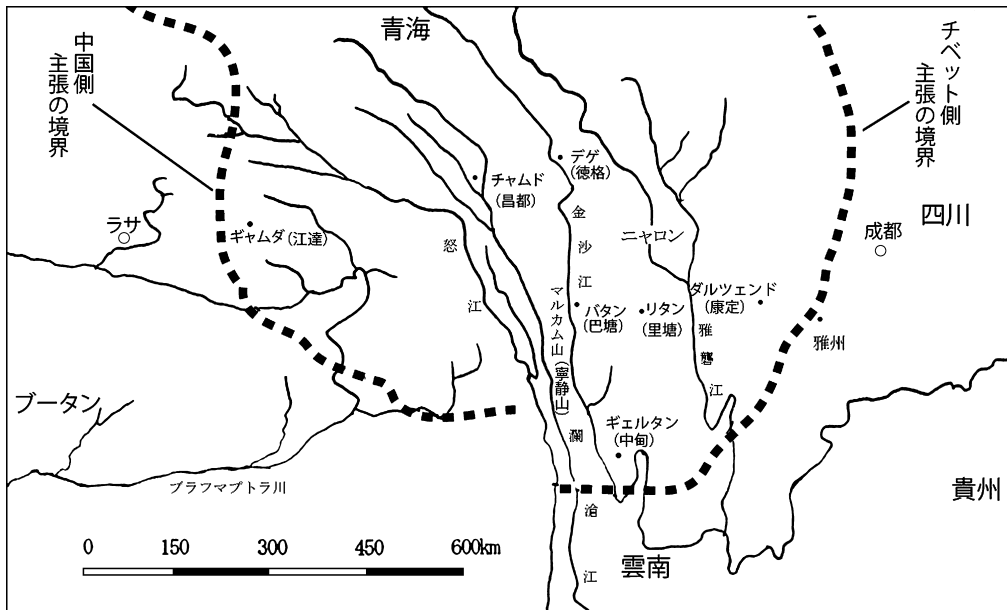 青海
中国側
主張の境界
チベット側
主張の境界
デゲ
(徳格)
チャムド
(昌都)
四川
成都
ラサ
ギャムダ(江達)
ニャロン
金沙江
怒江
ダルツェンド
(康定)
バタン
(巴塘)
リタン
(里塘)
マルカム山(寧静山)
雅礱江
雅州
ブータン
ギェルタン
(中甸)
瀾滄江
ブラフマプトラ川
貴州
雲南
0 150 300 450 600km